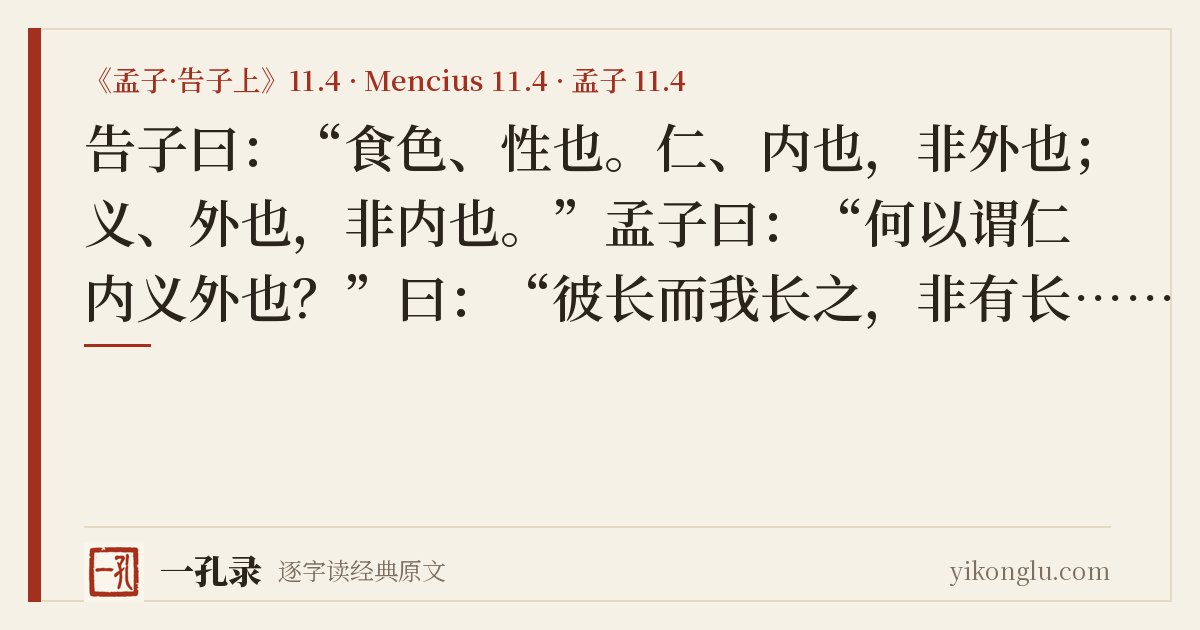 《孟子·告子上》11.4 · Mencius 11.4 · 孟子 11.4
告子曰：“食色、性也。仁、内也，非外也；
义、外也，非内也。”孟子曰：“何以谓仁
内义外也？”曰：“彼长而我长之，非有长……
一孔
一孔录 逐字读经典原文
yikonglu.com